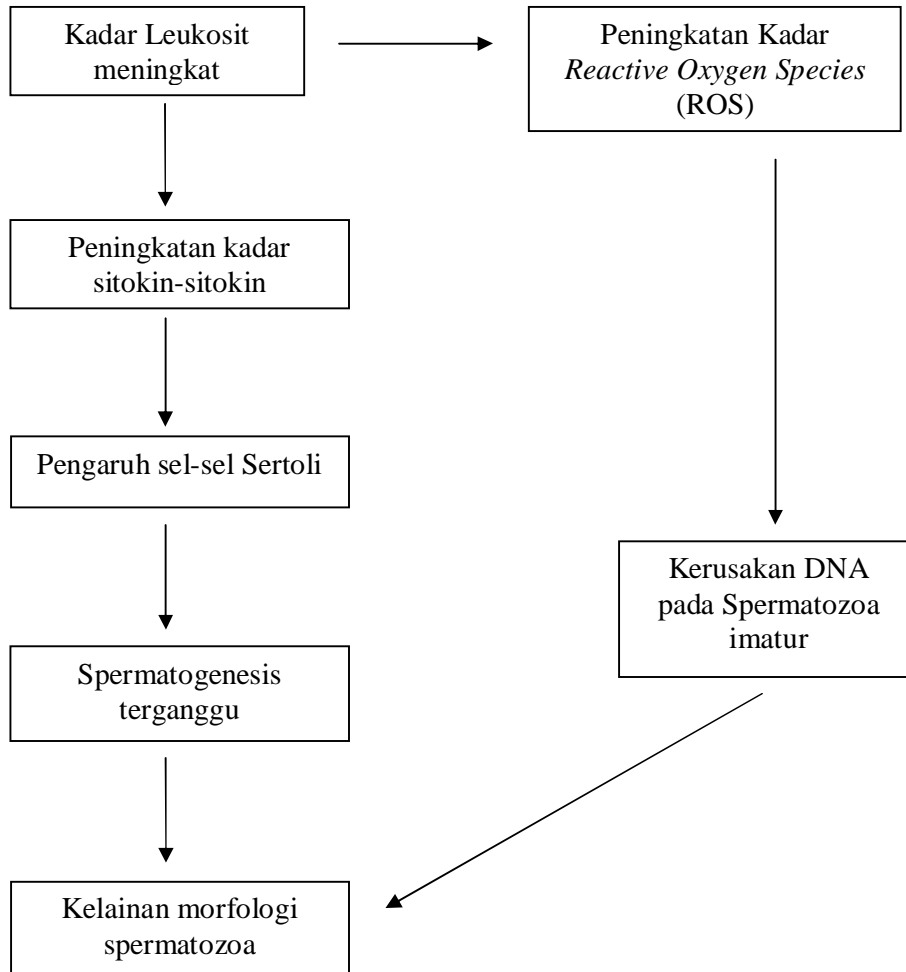 Kadar Leukosit
meningkat
Peningkatan Kadar
Reactive Oxygen Species
(ROS)
Peningkatan kadar
sitokin-sitokin
Pengaruh sel-sel Sertoli
Kerusakan DNA
pada Spermatozoa
imatur
Spermatogenesis
terganggu
Kelainan morfologi
spermatozoa